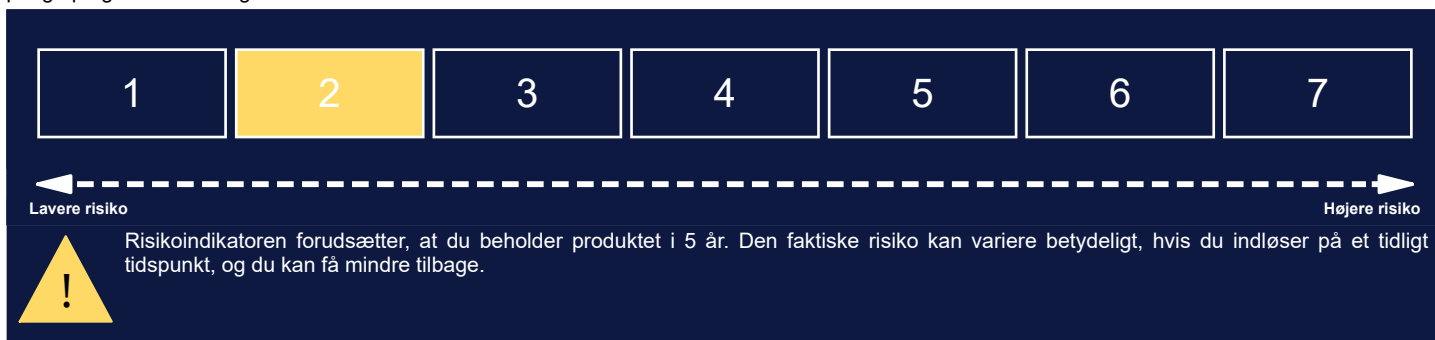 1 2 3 4 5 6 7
Lavere risiko Højere risiko
Risikoindikatoren forudsætter, at du beholder produktet i 5 år. Den faktiske risiko kan variere betydeligt, hvis du indløser på et tidligt
tidspunkt, og du kan få mindre tilbage.
!